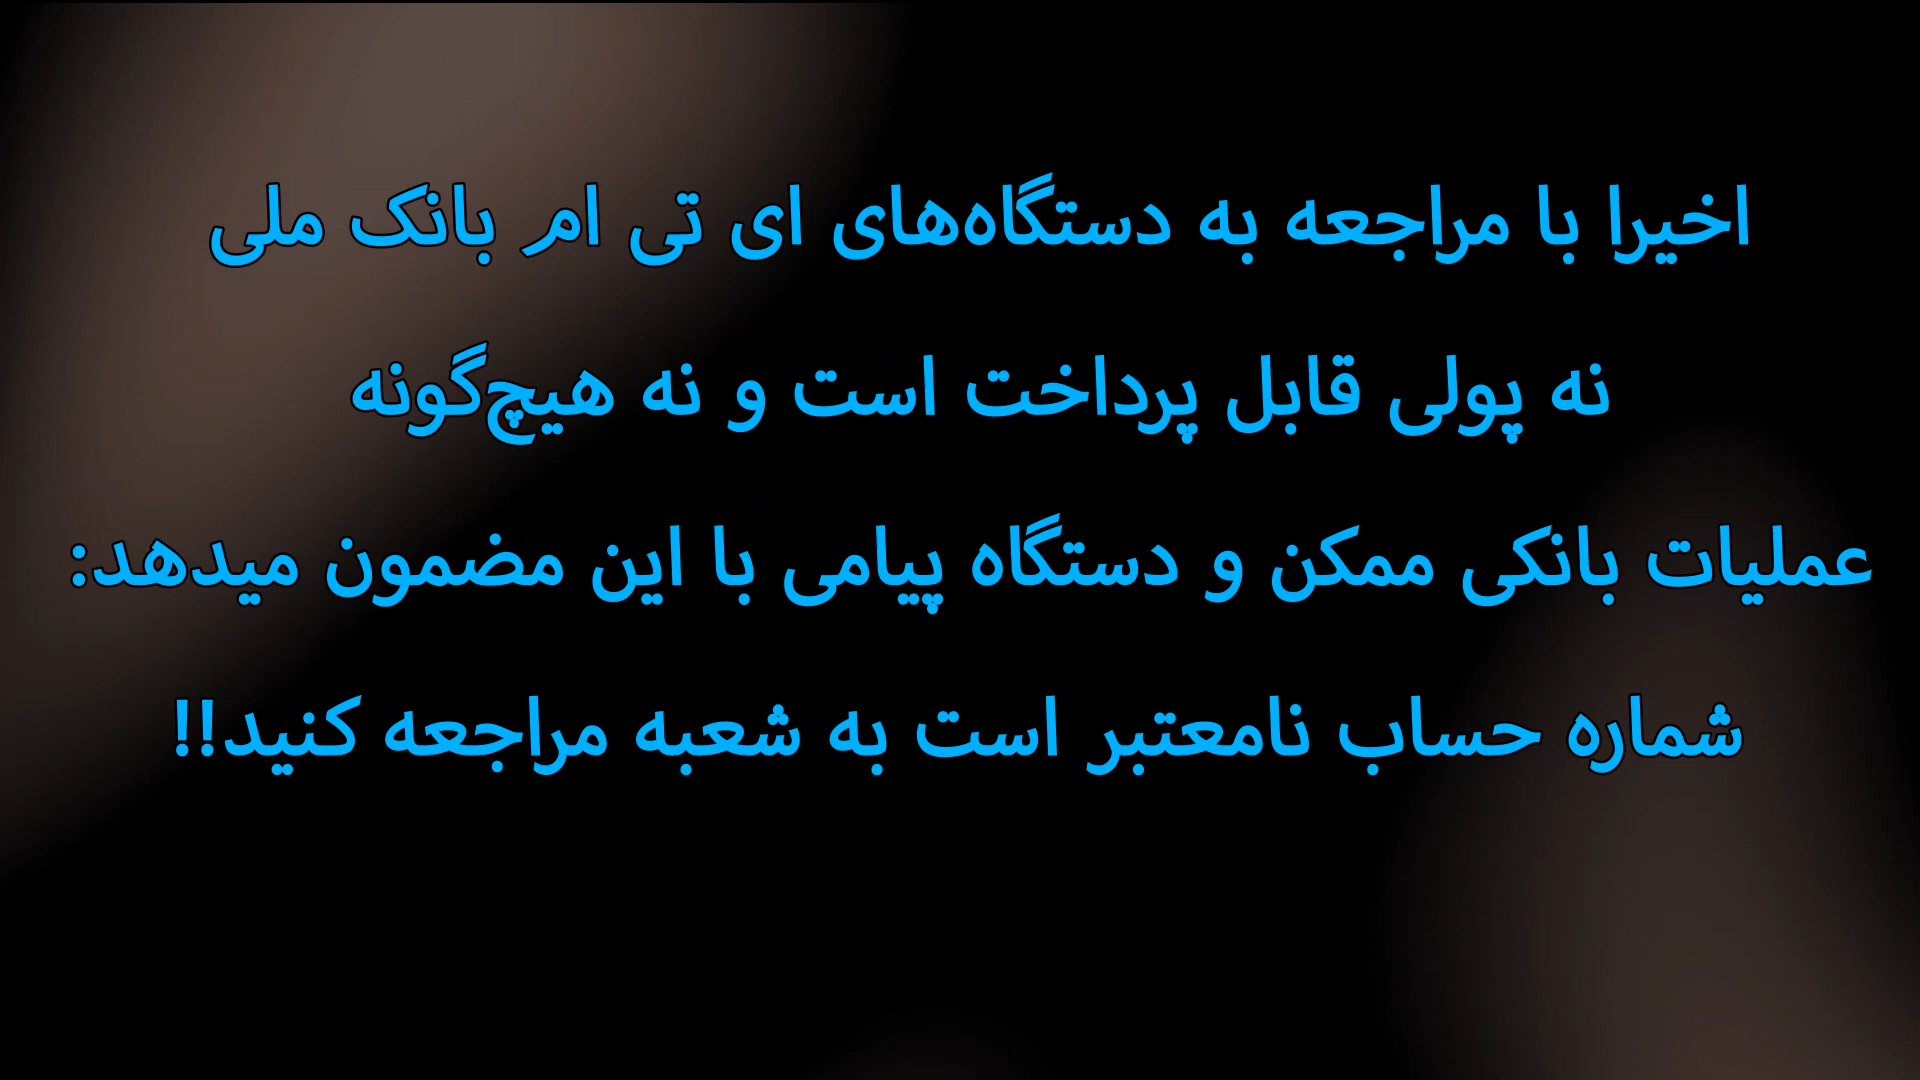 اخیرا با مراجعه به دستگاه‌های ای تی ام بانک ملی
نه پولی قابل پرداخت است و نه هیچ‌گونه
عملیات بانکی ممکن و دستگاه پیامی با این مضمون میدهد:
شماره حساب نامعتبر است به شعبه مراجعه کنید!!